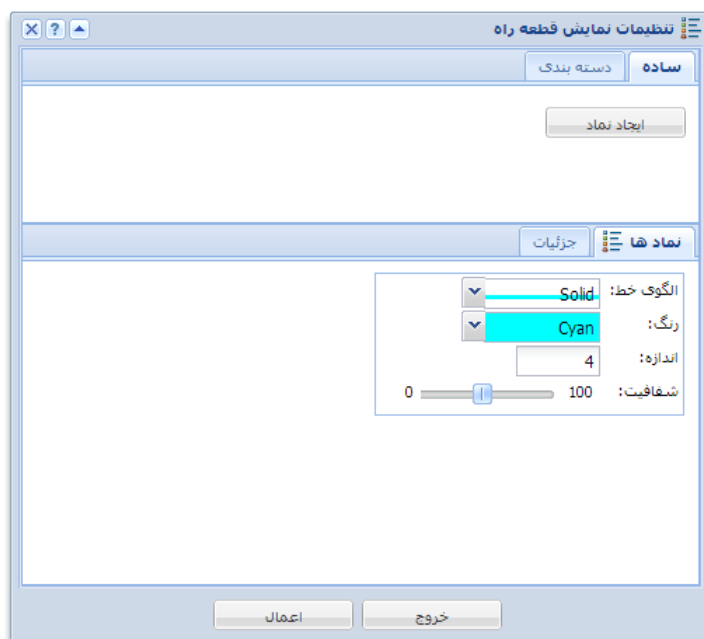 تنظیمات نمایش قطعه راه
ساده دسته بندی
ایجاد نماد
نماد ها جزئیات
الگوی خط: Solid
رنگ: Cyan
اندازه: 4
شفافیت: 100 0
خروج اعمال